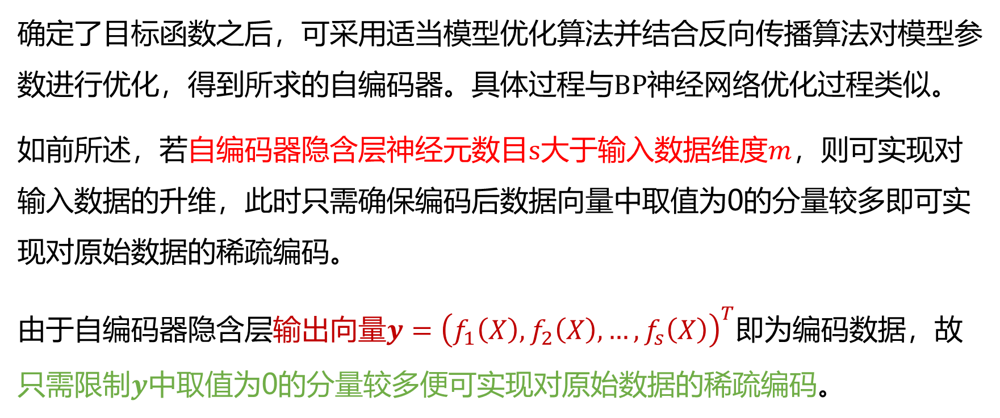 确定了目标函数之后，可采用适当模型优化算法并结合反向传播算法对模型参
数进行优化，得到所求的自编码器。具体过程与BP神经网络优化过程类似。
如前所述，若自编码器隐含层神经元数目s大于输入数据维度m，则可实现对
输入数据的升维，此时只需确保编码后数据向量中取值为0的分量较多即可实
现对原始数据的稀疏编码。
由于自编码器隐含层输出向量y = (f₁(X), f₂(X), … , fₛ(X))ᵀ即为编码数据，故
只需限制y中取值为0的分量较多便可实现对原始数据的稀疏编码。